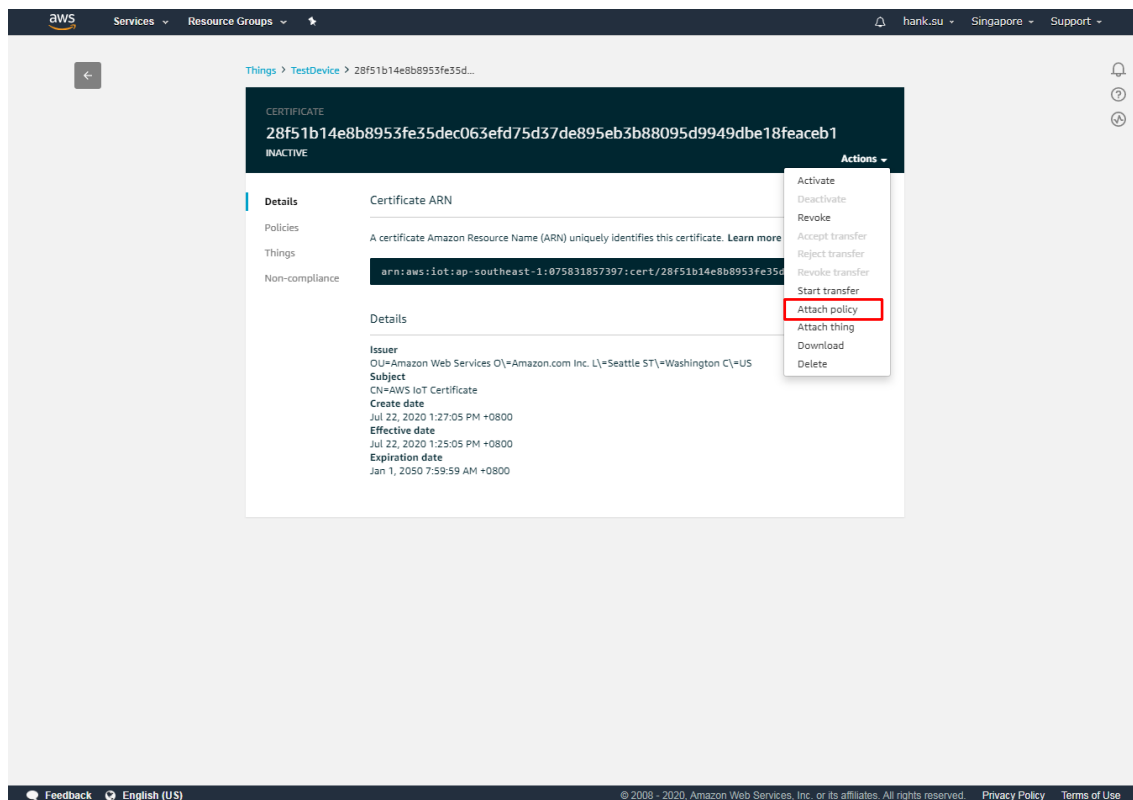 aws Services Resource Groups hank.su Singapore Support
Things > TestDevice > 28f51b14e8b8953fe35d...
CERTIFICATE
28f51b14e8b8953fe35dec063efd75d37de895eb3b88095d9949dbe18feaceb1
INACTIVE
Actions
Activate
Deactivate
Revoke
Accept transfer
Reject transfer
Revoke transfer
Start transfer
Attach policy
Attach thing
Download
Delete
Details
Policies
Things
Non-compliance
Certificate ARN
A certificate Amazon Resource Name (ARN) uniquely identifies this certificate. Learn more
arn:aws:iot:ap-southeast-1:075831857397:cert/28f51b14e8b8953fe35d
Details
Issuer
OU=Amazon Web Services O\=Amazon.com Inc. L\=Seattle ST\=Washington C\=US
Subject
CN=AWS IoT Certificate
Create date
Jul 22, 2020 1:27:05 PM +0800
Effective date
Jul 22, 2020 1:25:05 PM +0800
Expiration date
Jan 1, 2050 7:59:59 AM +0800
Feedback English (US) © 2008 - 2020, Amazon Web Services, Inc. or its affiliates. All rights reserved. Privacy Policy Terms of Use